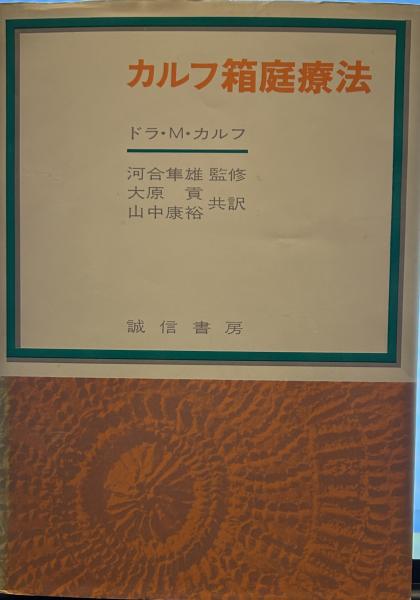 カルフ箱庭療法
ドラ・M・カルフ
河合隼雄 監修
大原 貢
山中康裕 共訳
誠信書房